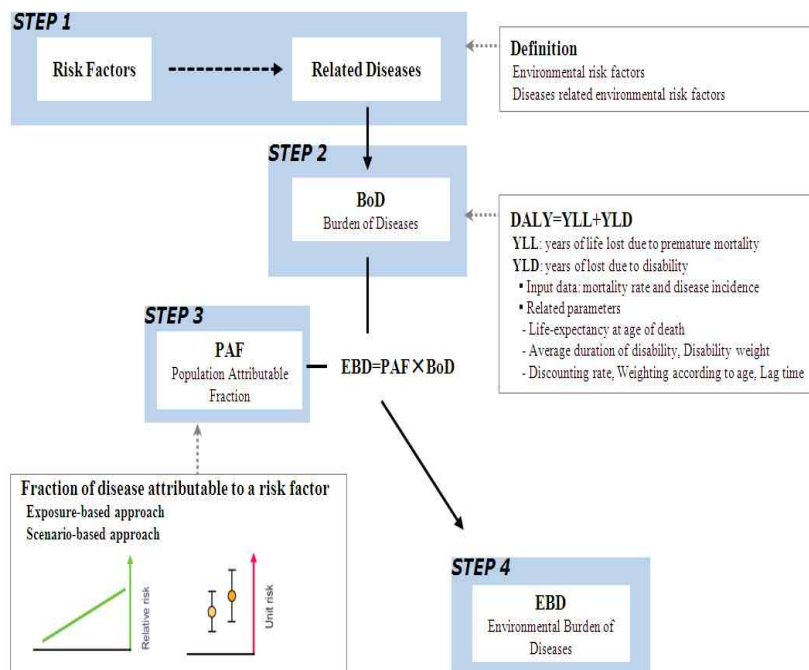 STEP 1
Risk Factors
Related Diseases
Definition
Environmental risk factors
Diseases related environmental risk factors
STEP 2
BoD
Burden of Diseases
DALY=YLL+YLD
YLL: years of life lost due to premature mortality
YLD: years of lost due to disability
▪ Input data: mortality rate and disease incidence
▪ Related parameters
- Life-expectancy at age of death
- Average duration of disability, Disability weight
- Discounting rate, Weighting according to age, Lag time
STEP 3
PAF
Population Attributable
Fraction
EBD=PAF×BoD
Fraction of disease attributable to a risk factor
Exposure-based approach
Scenario-based approach
Relative risk
Unit risk
STEP 4
EBD
Environmental Burden of
Diseases